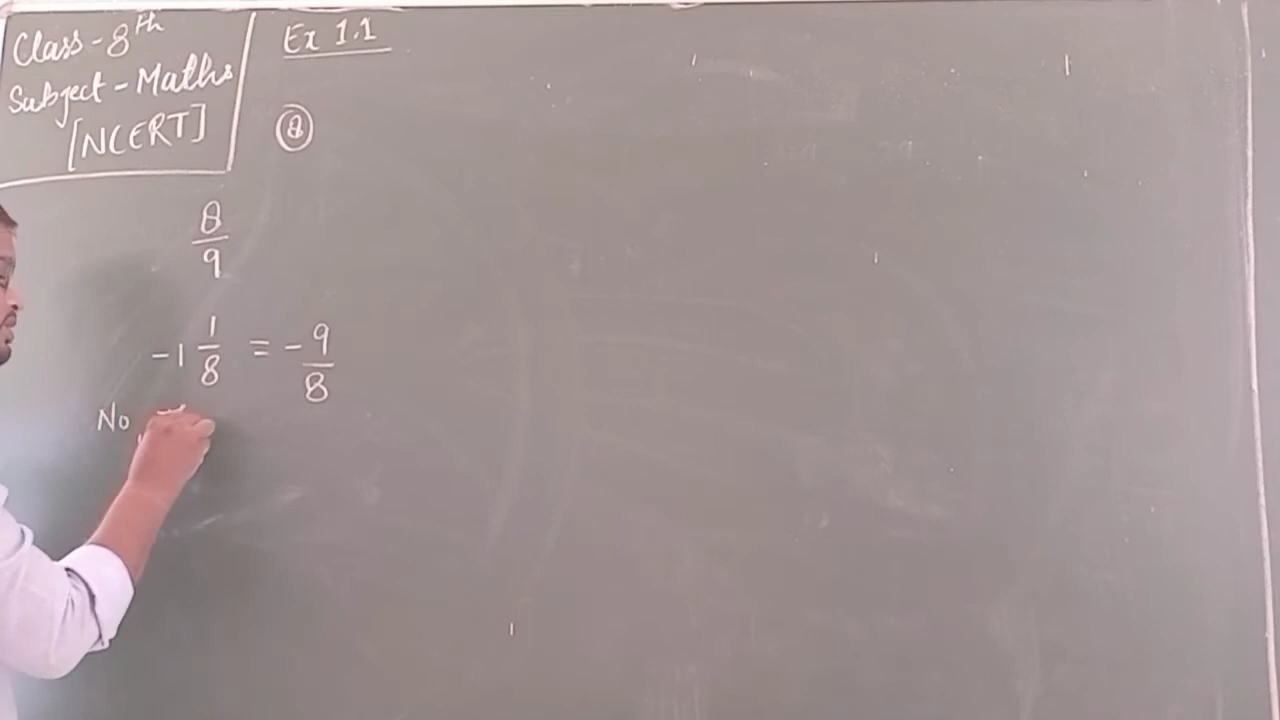 Class - 8th
Subject - Maths
[NCERT]
Ex 1.1
8
8/9
-1 1/8 = -9/8
No